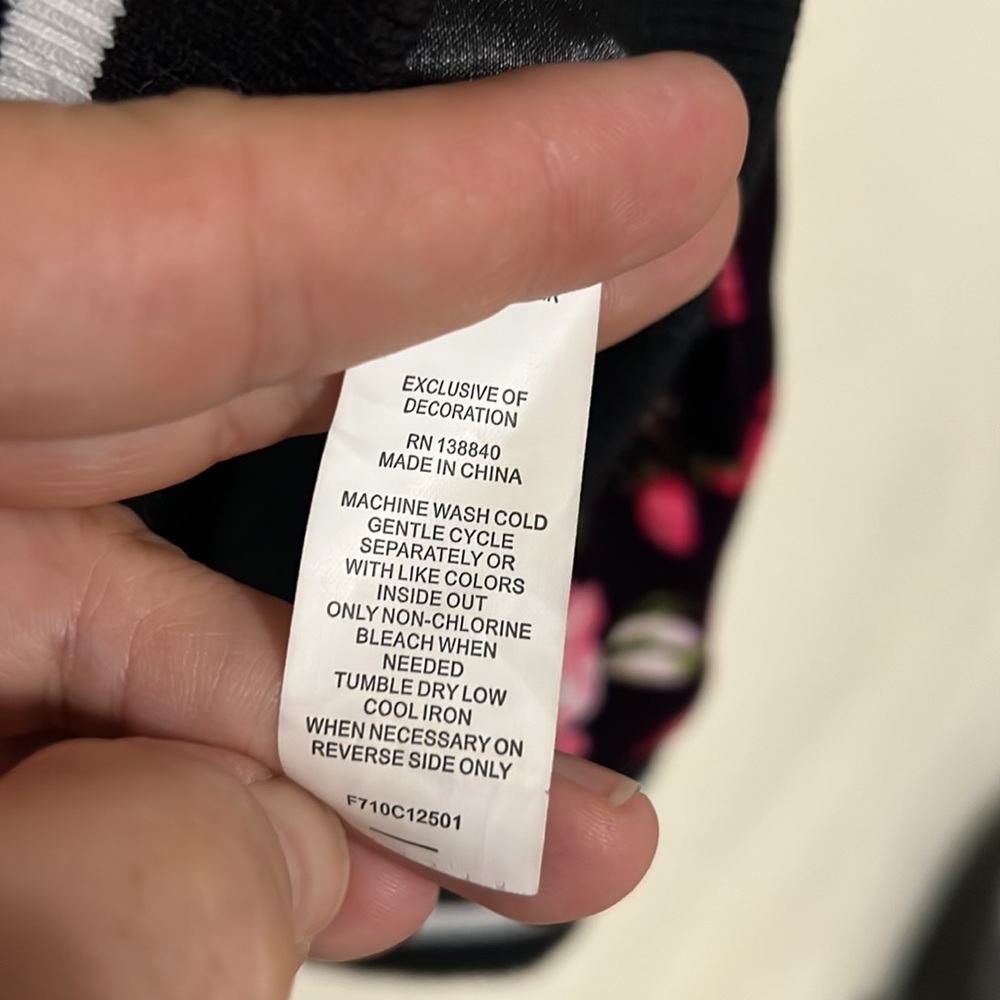 EXCLUSIVE OF
DECORATION
RN 138840
MADE IN CHINA
MACHINE WASH COLD
GENTLE CYCLE
SEPARATELY OR
WITH LIKE COLORS
INSIDE OUT
ONLY NON-CHLORINE
BLEACH WHEN
NEEDED
TUMBLE DRY LOW
COOL IRON
WHEN NECESSARY ON
REVERSE SIDE ONLY
F710C12501